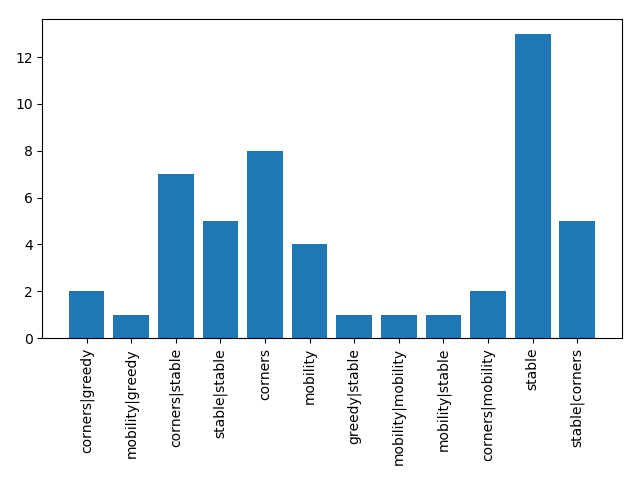 12
10
8
6
4
2
0
corners|greedy
mobility|greedy
corners|stable
stable|stable
corners
mobility
greedy|stable
mobility|mobility
mobility|stable
corners|mobility
stable
stable|corners